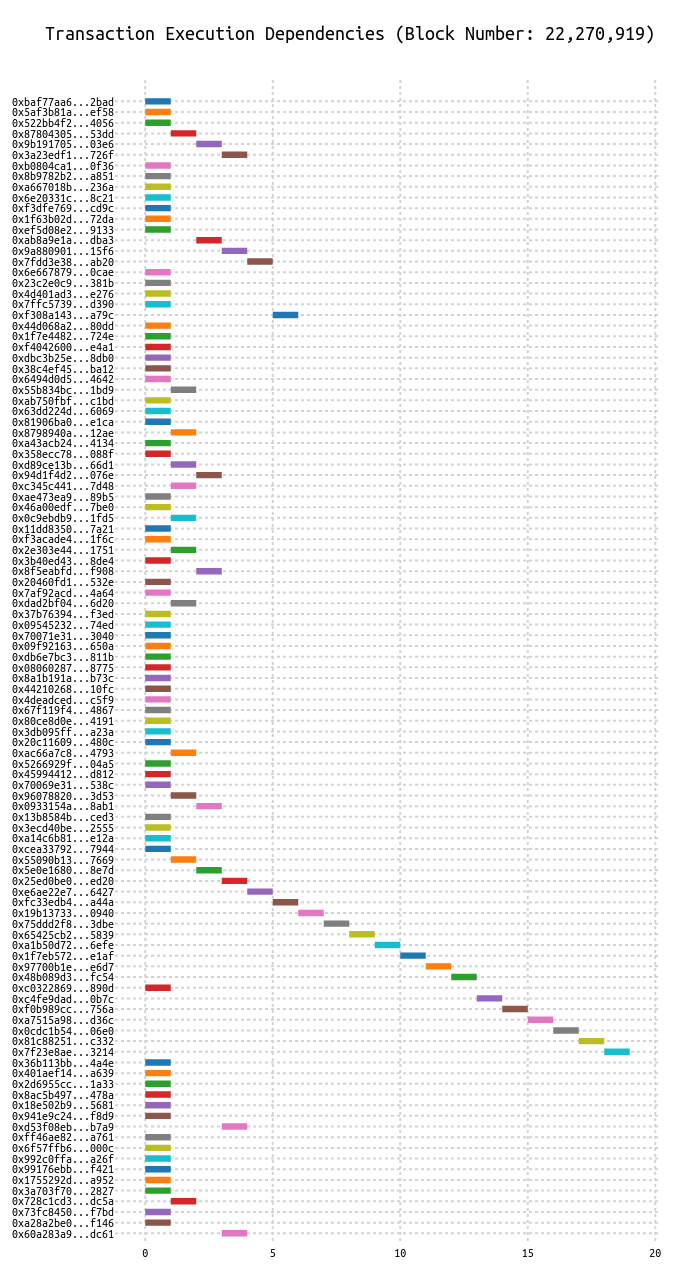 Transaction Execution Dependencies (Block Number: 22,270,919)
0xbaf77aa6...2bad
0x5af3b81a...ef58
0x522bb4f2...4056
0x87804305...53dd
0x9b191705...03e6
0x3a23edf1...726f
0xb0804ca1...0f36
0x8b9782b2...a851
0xa667018b...236a
0x6e20331c...8c21
0xf3dfe769...cd9c
0x1f63b02d...72da
0xef5d08e2...9133
0xab8a9e1a...dba3
0x9a880901...15f6
0x7fdd3e38...ab20
0x6e667879...0cae
0x23c2e0c9...381b
0x4d401ad3...e276
0x7ffc5739...d390
0xf308a143...a79c
0x44d068a2...80dd
0x1f7e4482...724e
0xf4042600...e4a1
0xdbc3b25e...8db0
0x38c4ef45...ba12
0x6494d0d5...4642
0x55b834bc...1bd9
0xab750fbf...c1bd
0x63dd224d...6069
0x81906ba0...e1ca
0x8798940a...12ae
0xa43acb24...4134
0x358ecc78...088f
0xd89ce13b...66d1
0x94d1f4d2...076e
0xc345c441...7d48
0xae473ea9...89b5
0x46a00edf...7be0
0x0c9ebdb9...1fd5
0x11dd8350...7a21
0xf3acade4...1f6c
0x2e303e44...1751
0x3b40ed43...8de4
0x8f5eabfd...f908
0x20460fd1...532e
0x7af92acd...4a64
0xdad2bf04...6d20
0x37b76394...f3ed
0x09545232...74ed
0x70071e31...3040
0x09f92163...650a
0xdb6e7bc3...811b
0x08060287...8775
0x8a1b191a...b73c
0x44210268...10fc
0x4deadced...c5f9
0x67f119f4...4867
0x80ce8d0e...4191
0x3db095ff...a23a
0x20c11609...480c
0xac66a7c8...4793
0x5266929f...04a5
0x45994412...d812
0x70069e31...538c
0x96078820...3d53
0x0933154a...8ab1
0x13b8584b...ced3
0x3ecd40be...2555
0xa14c6b81...e12a
0xcea33792...7944
0x55090b13...7669
0x5e0e1680...8e7d
0x25ed0be0...ed20
0xe6ae22e7...6427
0xfc33edb4...a44a
0x19b13733...0940
0x75ddd2f8...3dbe
0x65425cb2...5839
0xa1b50d72...6efe
0x1f7eb572...e1af
0x97700b1e...e6d7
0x48b089d3...fc54
0xc0322869...890d
0xc4fe9dad...0b7c
0xf0b989cc...756a
0xa7515a98...d36c
0x0cdc1b54...06e0
0x81c88251...c332
0x7f23e8ae...3214
0x36b113bb...4a4e
0x401aef14...a639
0x2d6955cc...1a33
0x8ac5b497...478a
0x18e502b9...5681
0x941e9c24...f8d9
0xd53f08eb...b7a9
0xff46ae82...a761
0x6f57ffb6...000c
0x992c0ffa...a26f
0x99176ebb...f421
0x1755292d...a952
0x3a703f70...2827
0x728c1cd3...dc5a
0x73fc8450...f7bd
0xa28a2be0...f146
0x60a283a9...dc61
0 5 10 15 20